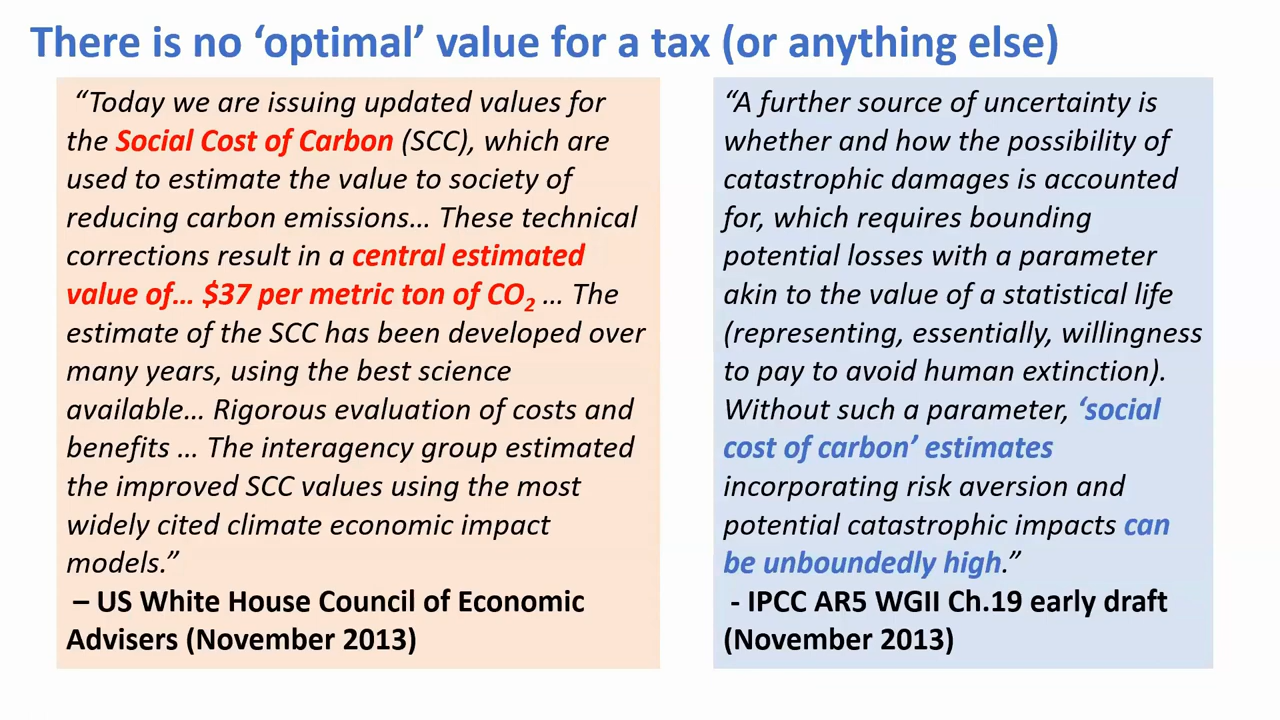 There is no ‘optimal’ value for a tax (or anything else)
“Today we are issuing updated values for
the Social Cost of Carbon (SCC), which are
used to estimate the value to society of
reducing carbon emissions… These technical
corrections result in a central estimated
value of… $37 per metric ton of CO₂ … The
estimate of the SCC has been developed over
many years, using the best science
available… Rigorous evaluation of costs and
benefits … The interagency group estimated
the improved SCC values using the most
widely cited climate economic impact
models.”
– US White House Council of Economic
Advisers (November 2013)
“A further source of uncertainty is
whether and how the possibility of
catastrophic damages is accounted
for, which requires bounding
potential losses with a parameter
akin to the value of a statistical life
(representing, essentially, willingness
to pay to avoid human extinction).
Without such a parameter, ‘social
cost of carbon’ estimates
incorporating risk aversion and
potential catastrophic impacts can
be unboundedly high.”
- IPCC AR5 WGII Ch.19 early draft
(November 2013)